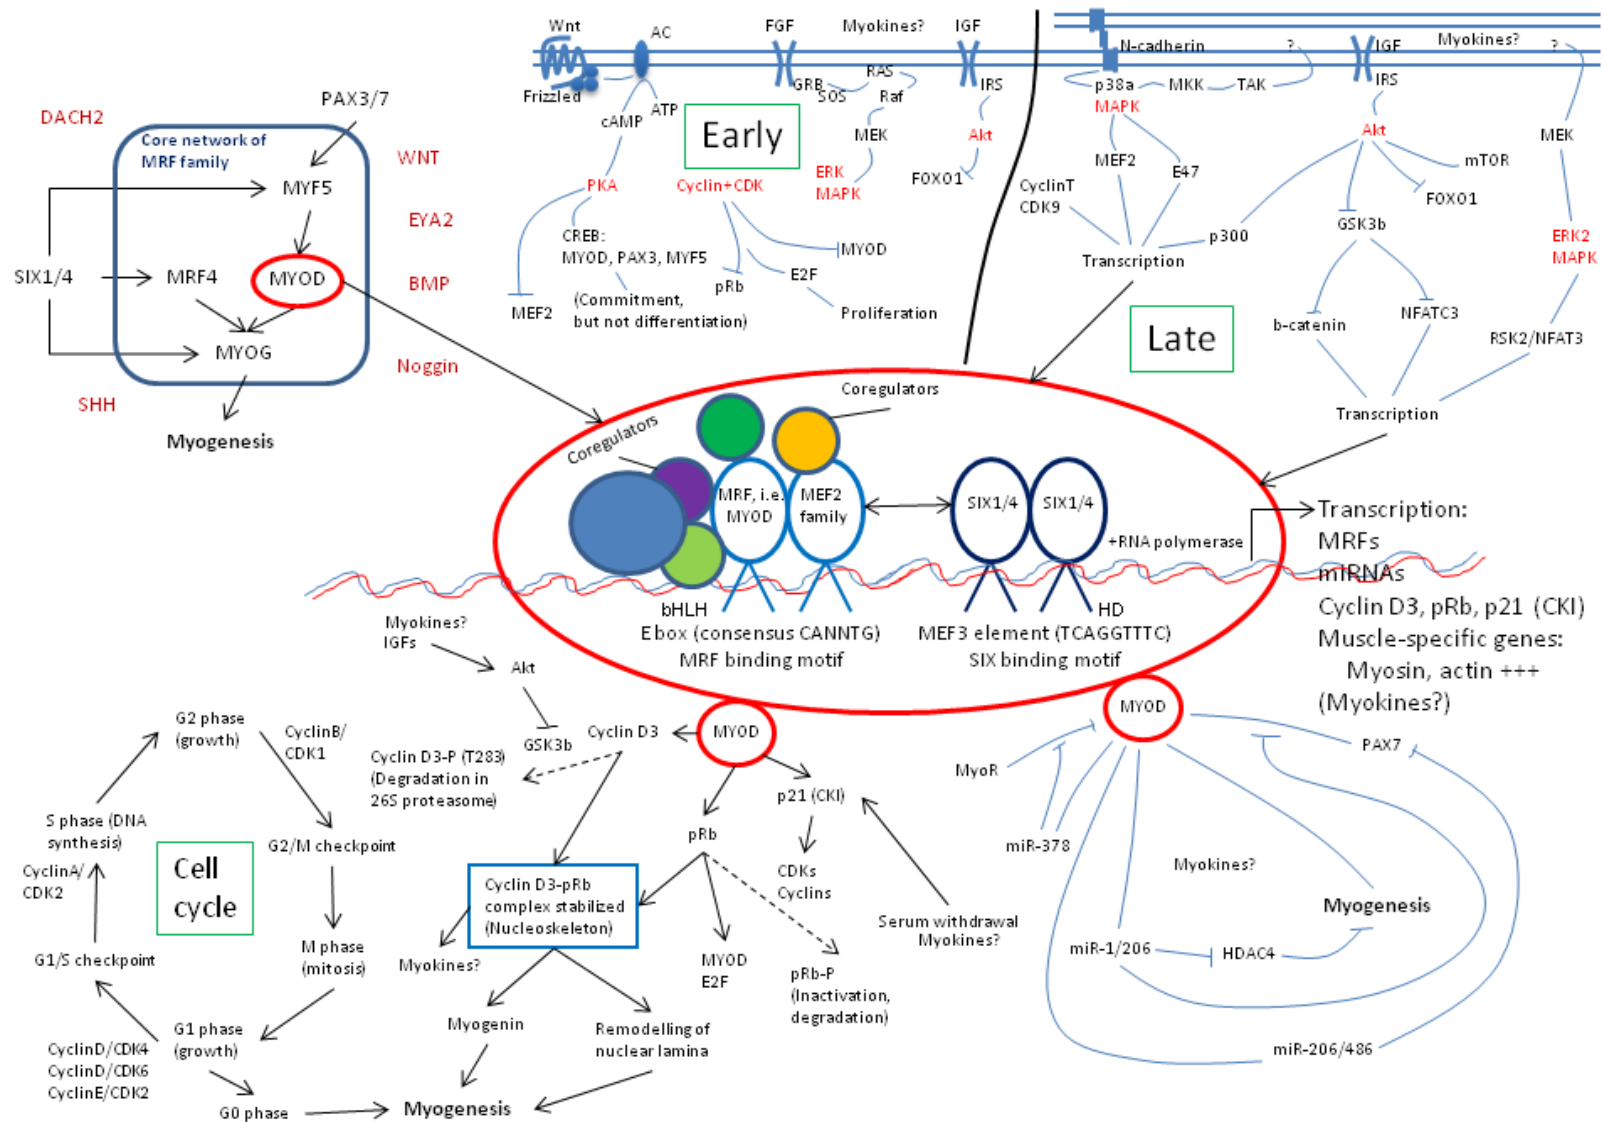 DACH2
PAX3/7
Core network of
MRF family
WNT
MYF5
EYA2
SIX1/4
MRF4
MYOD
BMP
MYOG
Noggin
SHH
Myogenesis
Wnt
AC
FGF
Myokines?
IGF
Frizzled
ATP
cAMP
GRB
SOS
RAS
Raf
IRS
Early
MEK
Akt
PKA
Cyclin+CDK
ERK
MAPK
FOXO1
CREB:
MYOD, PAX3, MYF5
MEF2
(Commitment,
but not differentiation)
pRb
E2F
MYOD
Proliferation
N-cadherin
?
IGF
Myokines?
?
p38a
MKK
TAK
IRS
MAPK
Akt
MEK
MEF2
E47
mTOR
CyclinT
CDK9
FOXO1
GSK3b
p300
Transcription
ERK2
MAPK
Late
b-catenin
NFATC3
RSK2/NFAT3
Transcription
Coregulators
Coregulators
MRF, i.e.
MYOD
MEF2
family
SIX1/4
SIX1/4
+RNA polymerase
bHLH
HD
Ebox (consensus CANNTG)
MRF binding motif
MEF3 element (TCAGGTTTC)
SIX binding motif
Transcription:
MRFs
miRNAs
Cyclin D3, pRb, p21 (CKI)
Muscle-specific genes:
Myosin, actin +++
(Myokines?)
Myokines?
IGFs
Akt
GSK3b
Cyclin D3
MYOD
Cyclin D3-P (T283)
(Degradation in
26S proteasome)
p21 (CKI)
pRb
CDKs
Cyclins
Cyclin D3-pRb
complex stabilized
(Nucleoskeleton)
Serum withdrawal
Myokines?
Myokines?
MYOD
E2F
pRb-P
(Inactivation,
degradation)
Myogenin
Remodelling of
nuclear lamina
Myogenesis
G2 phase
(growth)
CyclinB/
CDK1
S phase (DNA
synthesis)
G2/M checkpoint
CyclinA/
CDK2
Cell
cycle
G1/S checkpoint
M phase
(mitosis)
G1 phase
(growth)
CyclinD/CDK4
CyclinD/CDK6
CyclinE/CDK2
G0 phase
MYOD
PAX7
MyoR
miR-378
Myokines?
Myogenesis
miR-1/206
HDAC4
miR-206/486